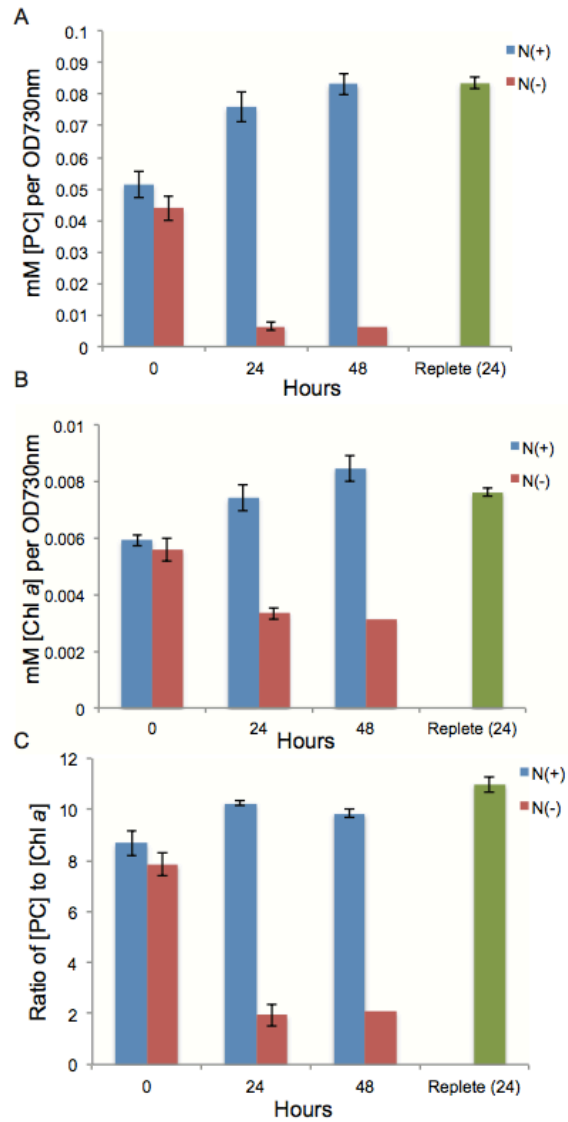 A
mM [PC] per OD730nm
0.1
0.09
0.08
0.07
0.06
0.05
0.04
0.03
0.02
0.01
0
N(+)
N(-)
0 24 48 Replete (24)
Hours
B
mM [Chl a] per OD730nm
0.01
0.008
0.006
0.004
0.002
0
N(+)
N(-)
0 24 48 Replete (24)
Hours
C
Ratio of [PC] to [Chl a]
12
10
8
6
4
2
0
N(+)
N(-)
0 24 48 Replete (24)
Hours